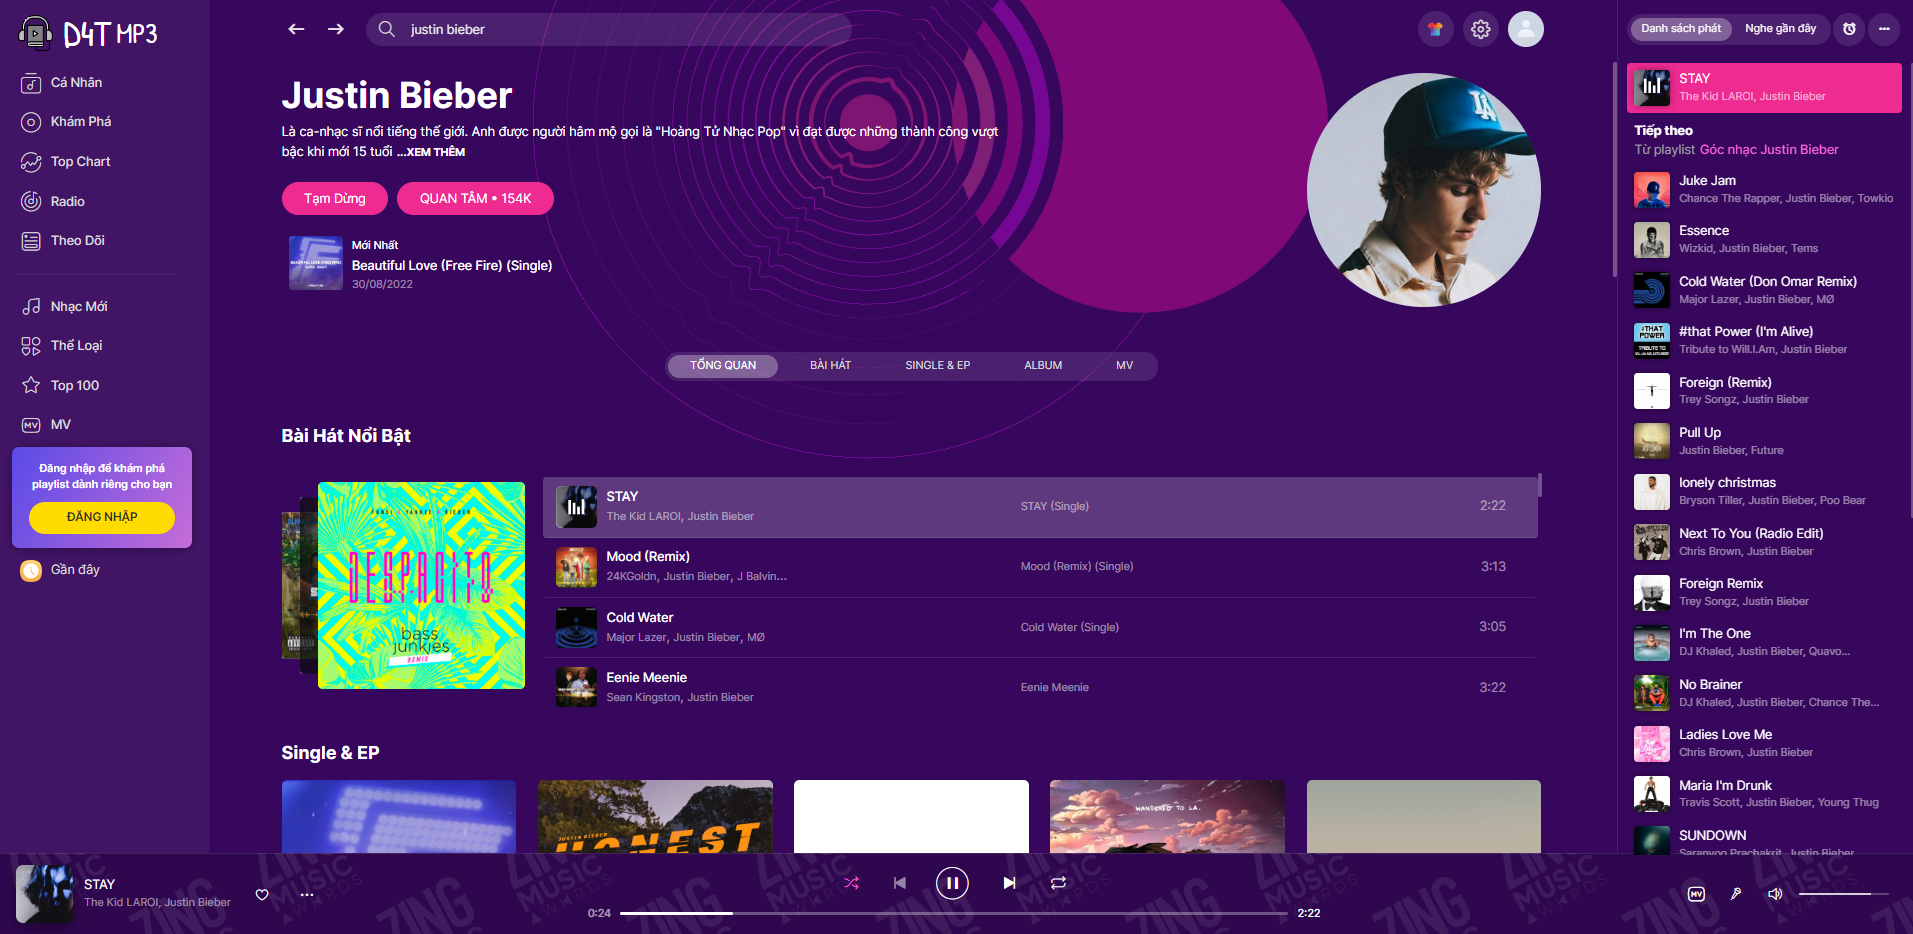 D4T MP3
Cá Nhân
Khám Phá
Top Chart
Radio
Theo Dõi
Nhạc Mới
Thể Loại
Top 100
MV
MV
Đăng nhập để khám phá
playlist dành riêng cho bạn
ĐĂNG NHẬP
Gần đây
justin bieber
Justin Bieber
Là ca-nhạc sĩ nổi tiếng thế giới. Anh được người hâm mộ gọi là "Hoàng Tử Nhạc Pop" vì đạt được những thành công vượt
bậc khi mới 15 tuổi ...XEM THÊM
Tạm Dừng
QUAN TÂM • 154K
Mới Nhất
Beautiful Love (Free Fire) (Single)
30/08/2022
LA
TỔNG QUAN
BÀI HÁT
SINGLE & EP
ALBUM
MV
Bài Hát Nổi Bật
DESPACITO
bass
junkies
REMIX
STAY
The Kid LAROI, Justin Bieber
STAY (Single)
2:22
Mood (Remix)
24KGoldn, Justin Bieber, J Balvin...
Mood (Remix) (Single)
3:13
Cold Water
Major Lazer, Justin Bieber, MØ
Cold Water (Single)
3:05
Eenie Meenie
Sean Kingston, Justin Bieber
Eenie Meenie
3:22
Single & EP
JUSTIN BIEBER
HONEST
WANDERED TO LA.
Danh sách phát
Nghe gần đây
STAY
The Kid LAROI, Justin Bieber
Tiếp theo
Từ playlist Góc nhạc Justin Bieber
Juke Jam
Chance The Rapper, Justin Bieber, Towkio
Essence
Wizkid, Justin Bieber, Tems
Cold Water (Don Omar Remix)
Major Lazer, Justin Bieber, MØ
#THAT
POWER
#that Power (I'm Alive)
Tribute to Will.I.Am, Justin Bieber
Foreign (Remix)
Trey Songz, Justin Bieber
Pull Up
Justin Bieber, Future
lonely christmas
Bryson Tiller, Justin Bieber, Poo Bear
Next To You (Radio Edit)
Chris Brown, Justin Bieber
Foreign Remix
Trey Songz, Justin Bieber
I'm The One
DJ Khaled, Justin Bieber, Quavo...
No Brainer
DJ Khaled, Justin Bieber, Chance The...
Ladies Love Me
Chris Brown, Justin Bieber
Maria I'm Drunk
Travis Scott, Justin Bieber, Young Thug
SUNDOWN
Saranyoo Prachakrit, Justin Bieber
STAY
The Kid LAROI, Justin Bieber
0:24
2:22
MV
ZING
MUSIC
AWARDS